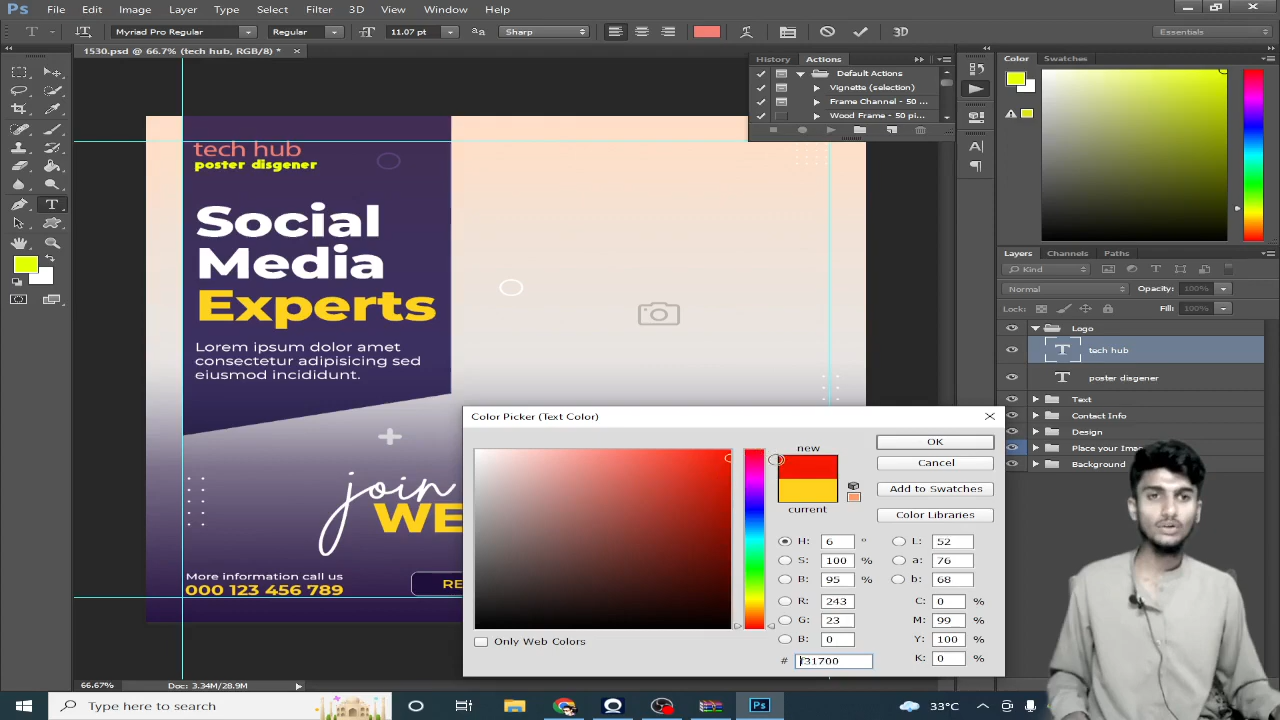 Ps File Edit Image Layer Type Select Filter 3D View Window Help
T Myriad Pro Regular Regular 11.07 pt Sharp 3D Essentials
1530.psd @ 66.7% (tech hub, RGB/8) * ×
History Actions
Default Actions
Vignette (selection)
Frame Channel - 50 ...
Wood Frame - 50 pi...
Color Swatches
tech hub
poster disgener
Social
Media
Experts
Lorem ipsum dolor amet
consectetur adipisicing sed
eiusmod incididunt.
join
WE
More information call us
000 123 456 789
RE
Layers Channels Paths
Kind
Normal Opacity: 100%
Lock: Fill: 100%
Logo
T tech hub
T poster disgener
Text
Contact Info
Design
Place your Ima
Background
Color Picker (Text Color)
new
current
OK
Cancel
Add to Swatches
Color Libraries
H: 6 °
S: 100 %
B: 95 %
R: 243
G: 23
B: 0
# f31700
L: 52
a: 76
b: 68
C: 0 %
M: 99 %
Y: 100 %
K: 0 %
Only Web Colors
66.67% Doc: 3.34M/28.9M
Type here to search
Ps
33°C